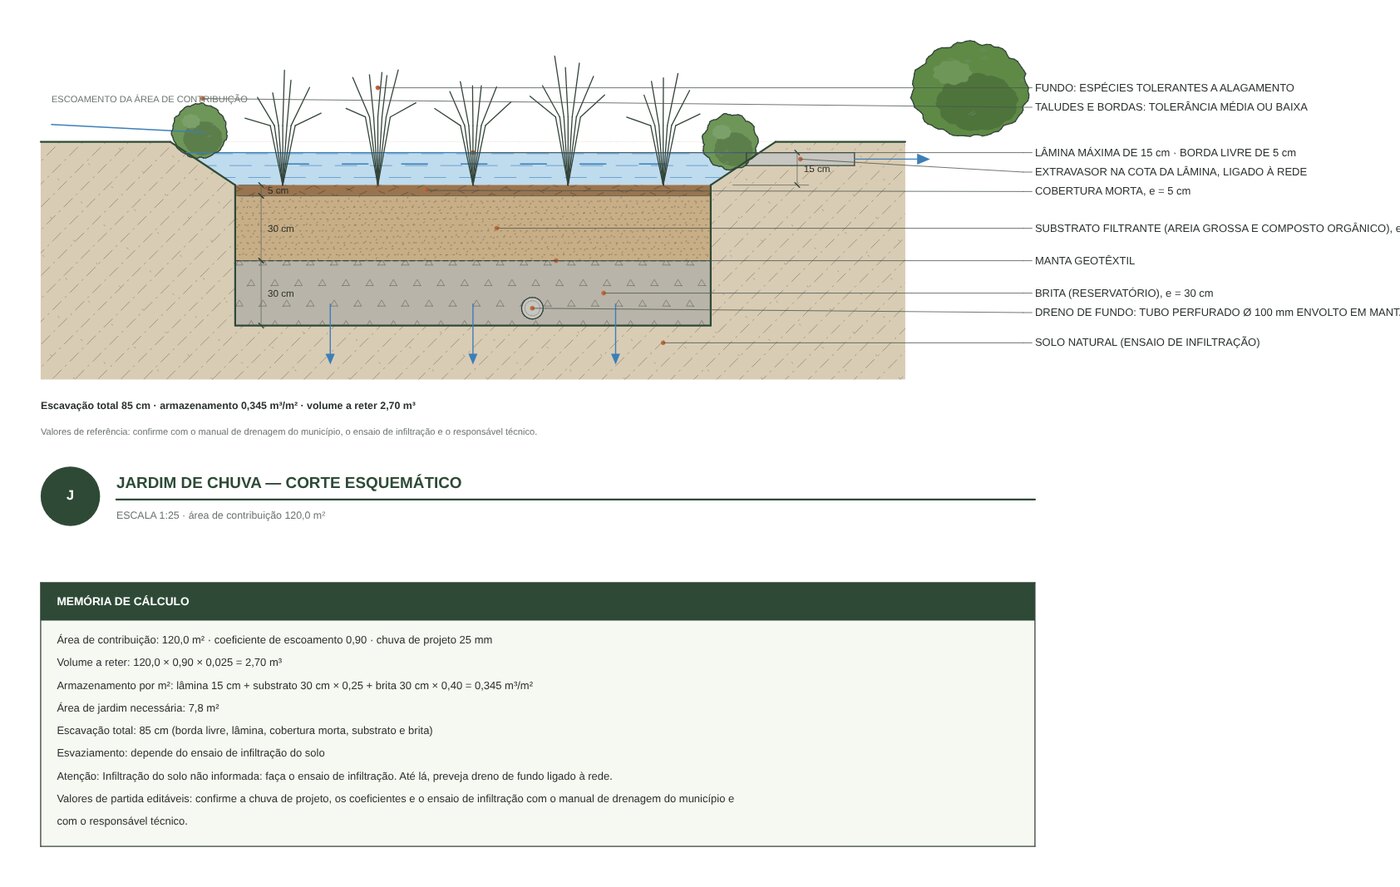 ESCOAMENTO DA ÁREA DE CONTRIBUIÇÃO
FUNDO: ESPÉCIES TOLERANTES A ALAGAMENTO
TALUDES E BORDAS: TOLERÂNCIA MÉDIA OU BAIXA
LÂMINA MÁXIMA DE 15 cm · BORDA LIVRE DE 5 cm
15 cm
EXTRAVASOR NA COTA DA LÂMINA, LIGADO À REDE
5 cm
COBERTURA MORTA, e = 5 cm
30 cm
SUBSTRATO FILTRANTE (AREIA GROSSA E COMPOSTO ORGÂNICO), e
MANTA GEOTÊXTIL
30 cm
BRITA (RESERVATÓRIO), e = 30 cm
DRENO DE FUNDO: TUBO PERFURADO Ø 100 mm ENVOLTO EM MANTA
SOLO NATURAL (ENSAIO DE INFILTRAÇÃO)
Escavação total 85 cm · armazenamento 0,345 m³/m² · volume a reter 2,70 m³
Valores de referência: confirme com o manual de drenagem do município, o ensaio de infiltração e o responsável técnico.
J
JARDIM DE CHUVA — CORTE ESQUEMÁTICO
ESCALA 1:25 · área de contribuição 120,0 m²
MEMÓRIA DE CÁLCULO
Área de contribuição: 120,0 m² · coeficiente de escoamento 0,90 · chuva de projeto 25 mm
Volume a reter: 120,0 × 0,90 × 0,025 = 2,70 m³
Armazenamento por m²: lâmina 15 cm + substrato 30 cm × 0,25 + brita 30 cm × 0,40 = 0,345 m³/m²
Área de jardim necessária: 7,8 m²
Escavação total: 85 cm (borda livre, lâmina, cobertura morta, substrato e brita)
Esvaziamento: depende do ensaio de infiltração do solo
Atenção: Infiltração do solo não informada: faça o ensaio de infiltração. Até lá, preveja dreno de fundo ligado à rede.
Valores de partida editáveis: confirme a chuva de projeto, os coeficientes e o ensaio de infiltração com o manual de drenagem do município e
com o responsável técnico.